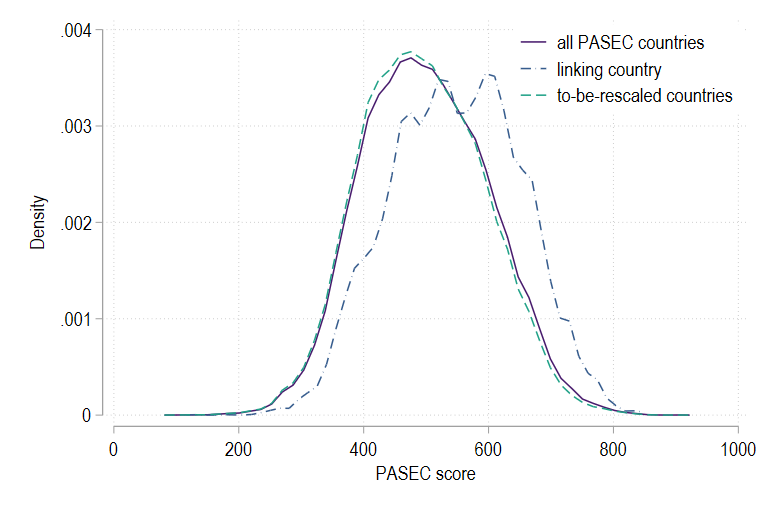 .004
.003
.002
.001
0
Density
0
200
400
600
800
1000
PASEC score
all PASEC countries
linking country
to-be-rescaled countries